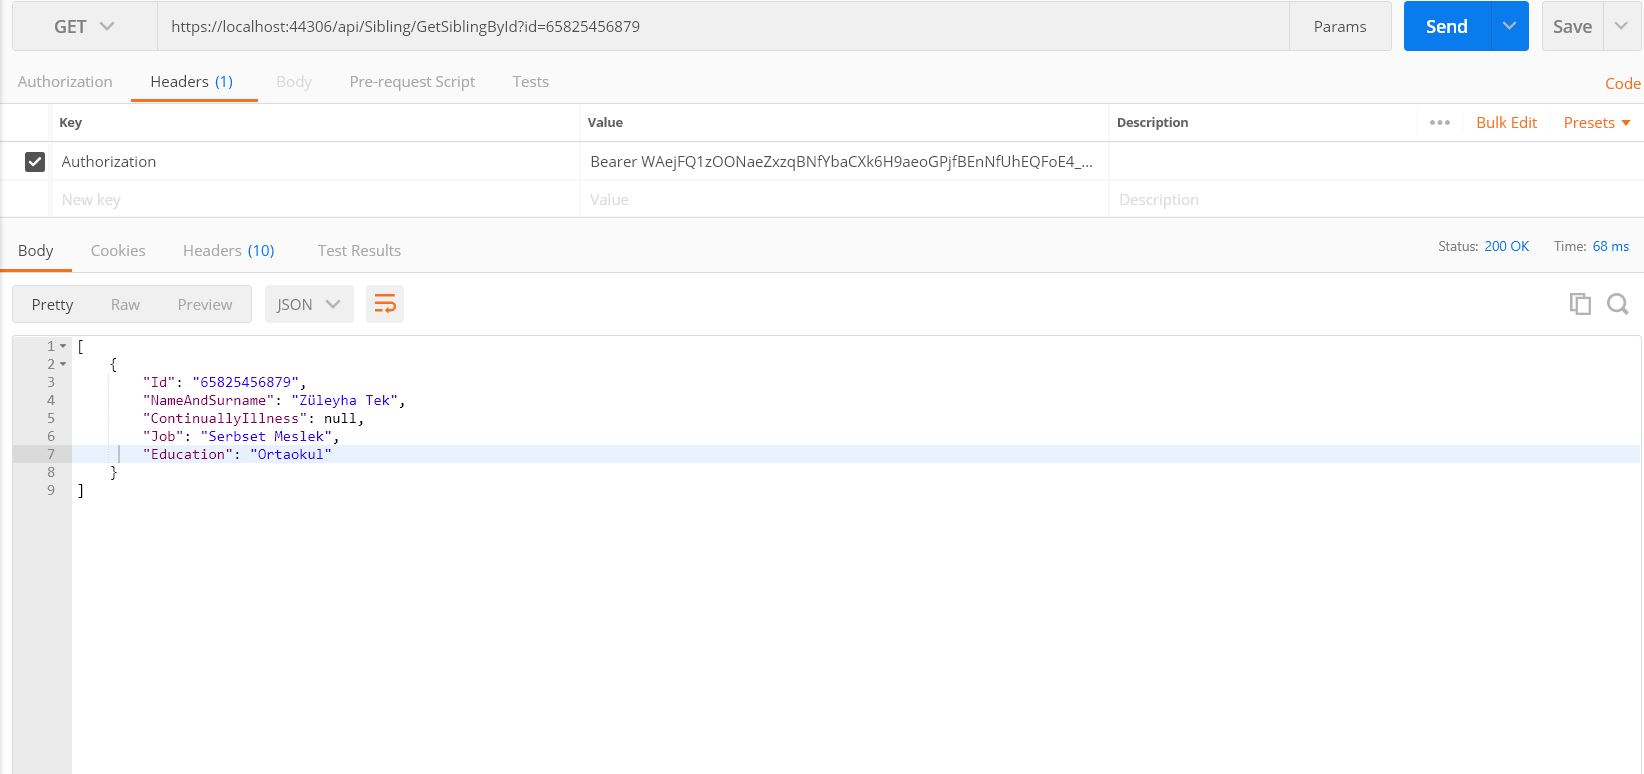 GET https://localhost:44306/api/Sibling/GetSiblingById?id=65825456879 Params Send Save
Authorization Headers (1) Body Pre-request Script Tests Code
Key Value Description ••• Bulk Edit Presets
Authorization Bearer WAejFQ1zOONaeZxzqBNfYbaCXk6H9aeoGPjfBEnNfUhEQFoE4_...
New key Value Description
Body Cookies Headers (10) Test Results Status: 200 OK Time: 68 ms
Pretty Raw Preview JSON
1 [
2 {
3 "Id": "65825456879",
4 "NameAndSurname": "Züleyha Tek",
5 "ContinuallyIllness": null,
6 "Job": "Serbset Meslek",
7 "Education": "Ortaokul"
8 }
9 ]